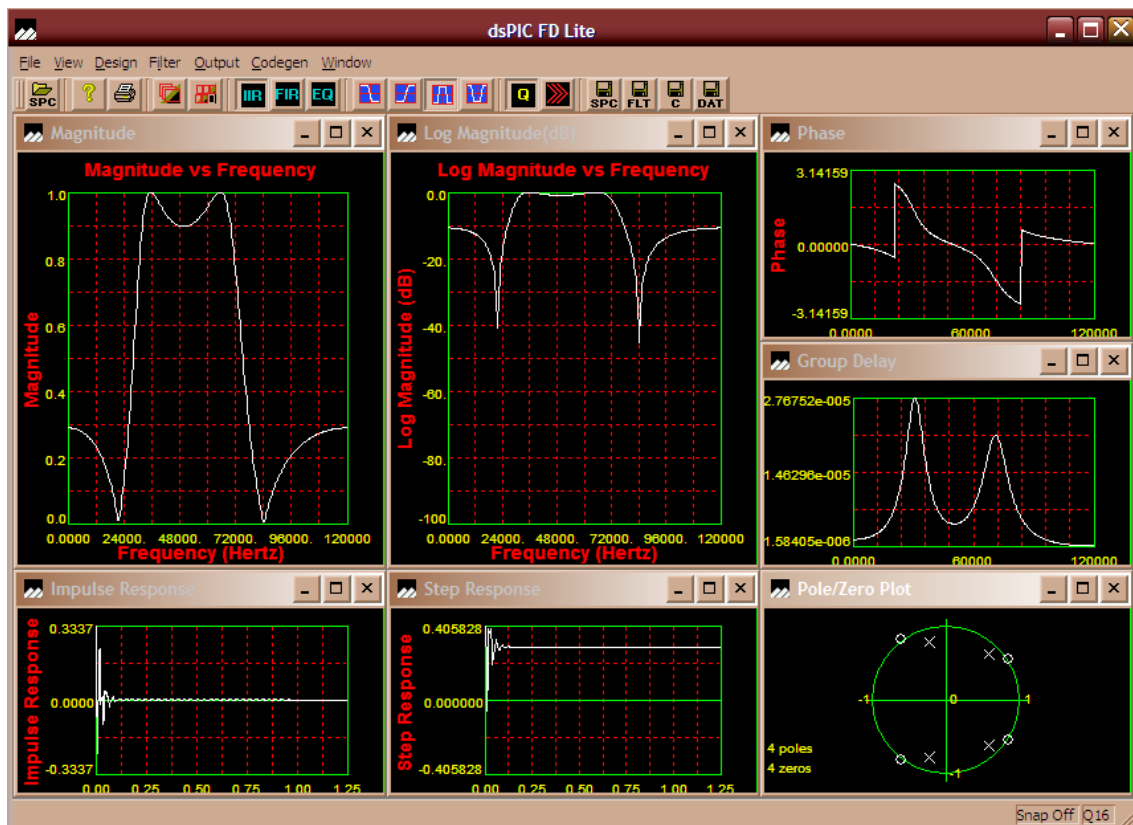 dsPIC FD Lite
File View Design Filter Output Codegen Window
SPC ? IIR FIR EQ Q SPC FLT C DAT
Magnitude
Magnitude vs Frequency
Magnitude
1.0
0.8
0.6
0.4
0.2
0.0
0.0000 24000. 48000. 72000. 96000. 120000
Frequency (Hertz)
Log Magnitude(dB)
Log Magnitude vs Frequency
Log Magnitude (dB)
0.0
-20.
-40.
-60.
-80.
-100
0.0000 24000. 48000. 72000. 96000. 120000
Frequency (Hertz)
Phase
Phase
3.14159
0.00000
-3.14159
0.0000 60000 120000
Group Delay
2.76752e-005
1.46296e-005
1.58405e-006
0.0000 60000 120000
Impulse Response
Impulse Response
0.3337
0.0000
-0.3337
0.00 0.25 0.50 0.75 1.00 1.25
Step Response
Step Response
0.405828
0.000000
-0.405828
0.00 0.25 0.50 0.75 1.00 1.25
Pole/Zero Plot
-1 0 1
-1
4 poles
4 zeros
Snap Off Q16